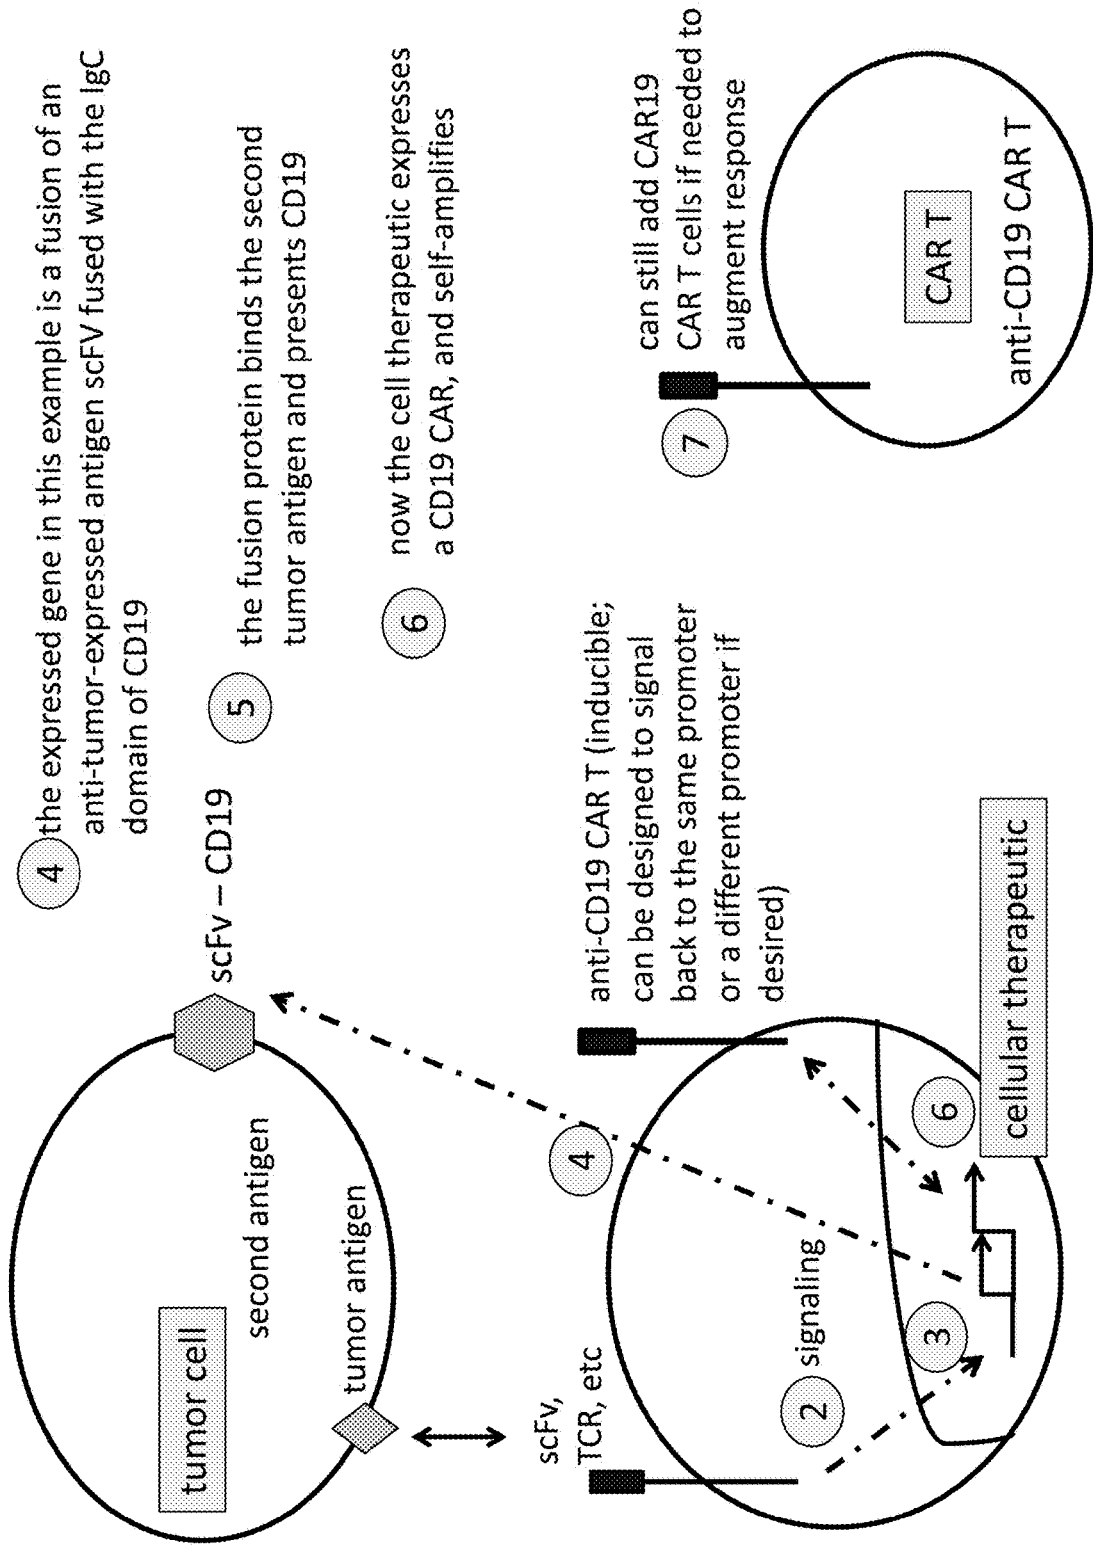 tumor cell
second antigen
tumor antigen
scFv – CD19
4
the expressed gene in this example is a fusion of an
anti-tumor-expressed antigen scFV fused with the IgC
domain of CD19
5
the fusion protein binds the second
tumor antigen and presents CD19
6
now the cell therapeutic expresses
a CD19 CAR, and self-amplifies
scFv,
TCR, etc
2
signaling
3
4
6
cellular therapeutic
anti-CD19 CAR T (inducible;
can be designed to signal
back to the same promoter
or a different promoter if
desired)
7
can still add CAR19
CAR T cells if needed to
augment response
CAR T
anti-CD19 CAR T